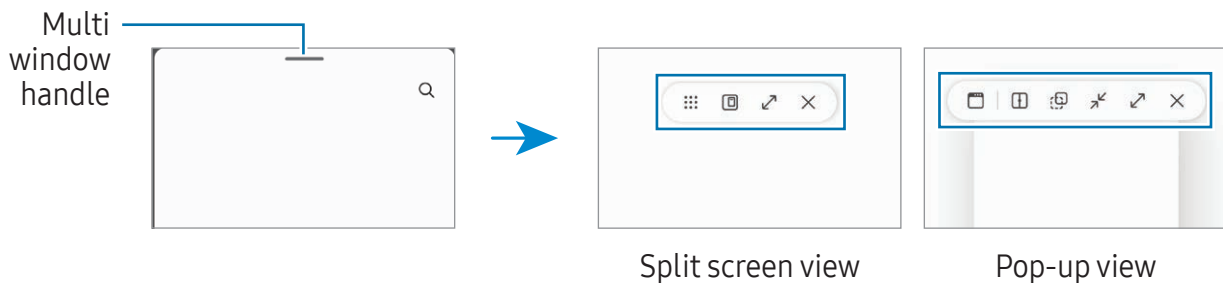 Multi
window
handle
Split screen view
Pop-up view